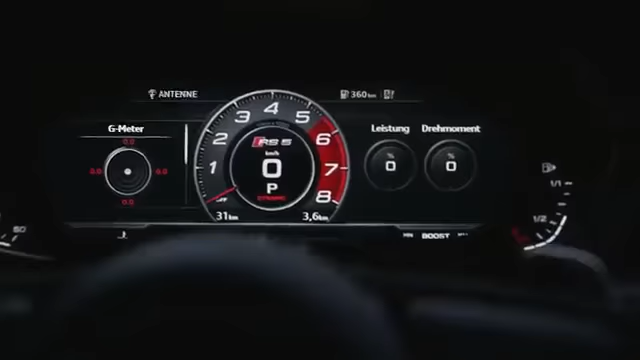 ANTENNE
360 km
G-Meter
Leistung
Drehmoment
0.0
0.0
0.0
0.0
1
2
3
4
5
6
7
8
OFF
RS 5
km/h
0
P
DYNAMIC
%
0
%
0
31 km
3,6 km
BOOST
60
1/1
1/2